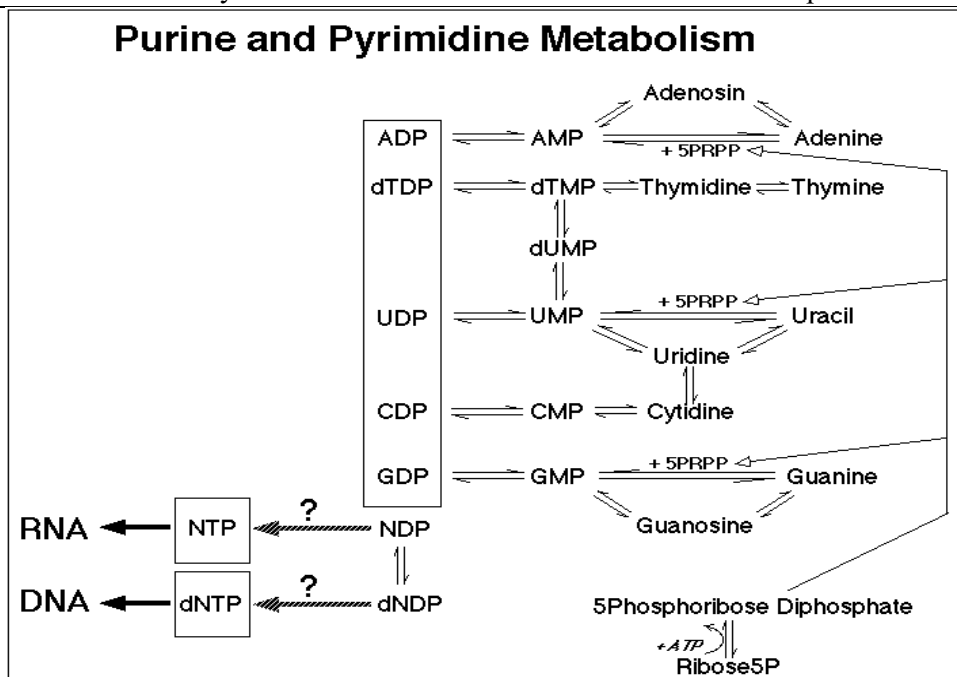 Purine and Pyrimidine Metabolism
Adenosin
ADP AMP Adenine
+ 5PRPP
dTDP dTMP Thymidine Thymine
dUMP
+ 5PRPP
UDP UMP Uracil
Uridine
CDP CMP Cytidine
+ 5PRPP
GDP GMP Guanine
Guanosine
RNA NTP ? NDP
DNA dNTP ? dNDP
5Phosphoribose Diphosphate
+ATP
Ribose5P